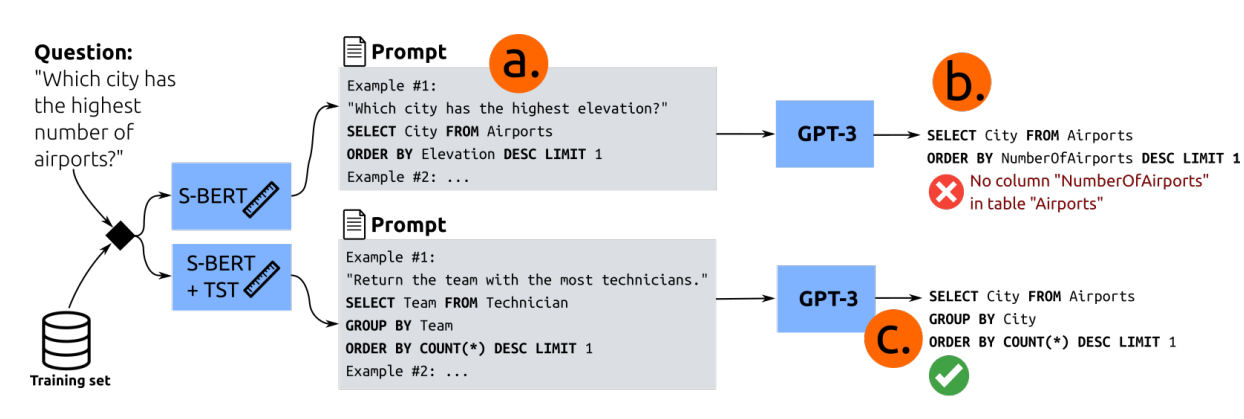 Question:
"Which city has
the highest
number of
airports?"
Training set
S-BERT
S-BERT
+ TST
Prompt
a.
Example #1:
"Which city has the highest elevation?"
SELECT City FROM Airports
ORDER BY Elevation DESC LIMIT 1
Example #2: ...
GPT-3
b.
SELECT City FROM Airports
ORDER BY NumberOfAirports DESC LIMIT 1
No column "NumberOfAirports"
in table "Airports"
Prompt
Example #1:
"Return the team with the most technicians."
SELECT Team FROM Technician
GROUP BY Team
ORDER BY COUNT(*) DESC LIMIT 1
Example #2: ...
GPT-3
c.
SELECT City FROM Airports
GROUP BY City
ORDER BY COUNT(*) DESC LIMIT 1